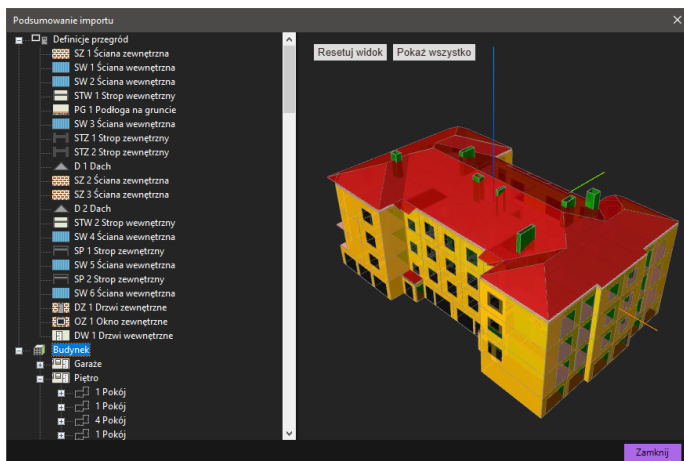 Podsumowanie importu
Definicje przegród
SZ 1 Ściana zewnętrzna
SW 1 Ściana wewnętrzna
SW 2 Ściana wewnętrzna
STW 1 Strop wewnętrzny
PG 1 Podłoga na gruncie
SW 3 Ściana wewnętrzna
STZ 1 Strop zewnętrzny
STZ 2 Strop zewnętrzny
D 1 Dach
SZ 2 Ściana zewnętrzna
SZ 3 Ściana zewnętrzna
D 2 Dach
STW 2 Strop wewnętrzny
SW 4 Ściana wewnętrzna
SP 1 Strop zewnętrzny
SW 5 Ściana wewnętrzna
SP 2 Strop zewnętrzny
SW 6 Ściana wewnętrzna
DZ 1 Drzwi zewnętrzne
OZ 1 Okno zewnętrzne
DW 1 Drzwi wewnętrzne
Budynek
Garaże
Piętro
1 Pokój
1 Pokój
4 Pokój
1 Pokój
Resetuj widok
Pokaż wszystko
Zamknij